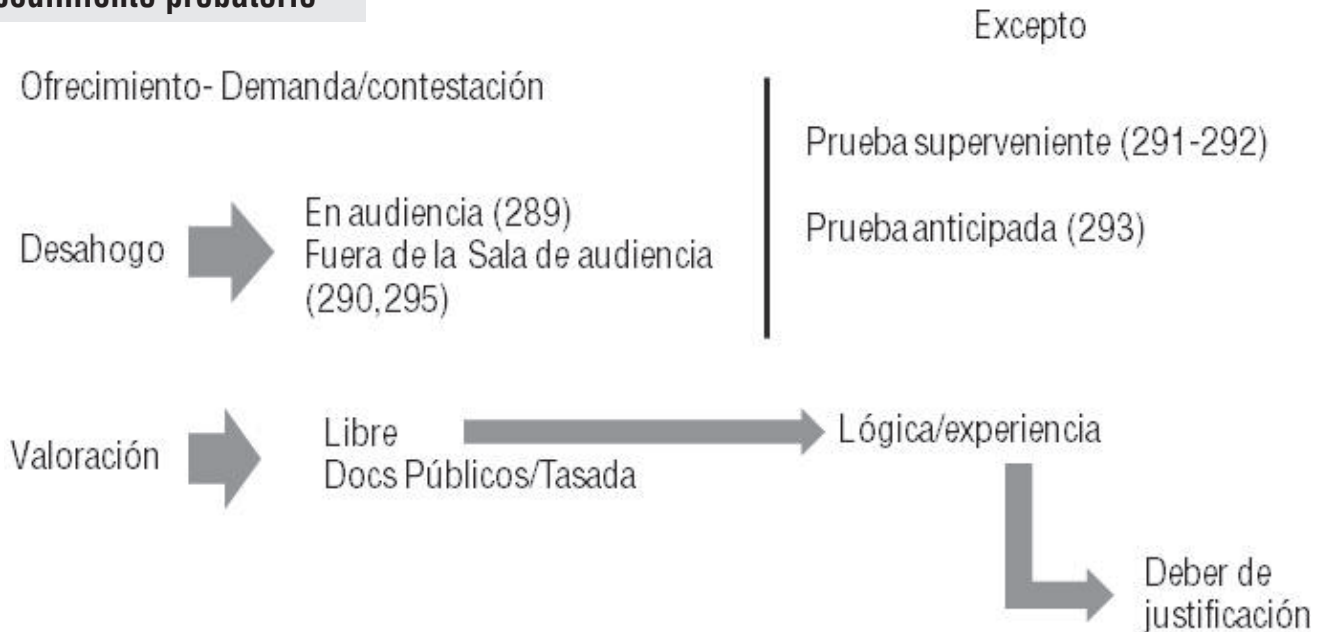 probatorio
Excepto
Ofrecimiento- Demanda/contestación
Prueba superveniente (291-292)
Prueba anticipada (293)
Desahogo
En audiencia (289)
Fuera de la Sala de audiencia
(290,295)
Valoración
Libre
Docs Públicos/Tasada
Lógica/experiencia
Deber de
justificación